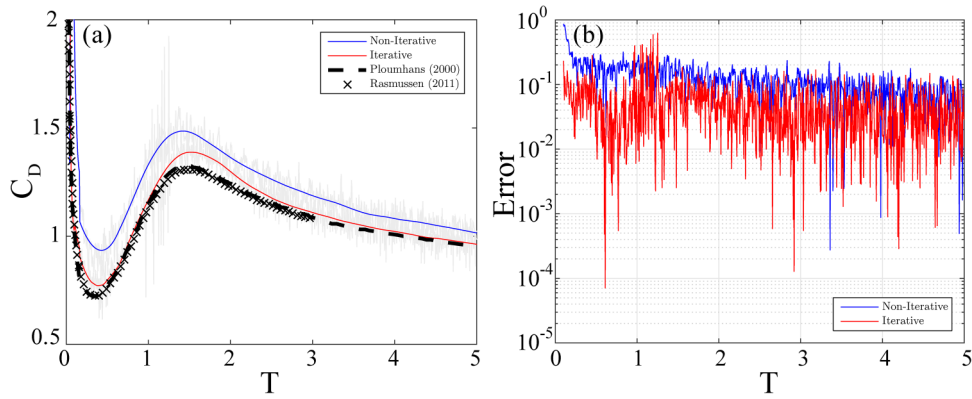 (a)
Non-Iterative
Iterative
Ploumhans (2000)
Rasmussen (2011)
C_D
2
1.5
1
0.5
0 1 2 3 4 5
T
(b)
Error
10^0
10^-1
10^-2
10^-3
10^-4
10^-5
Non-Iterative
Iterative
0 1 2 3 4 5
T